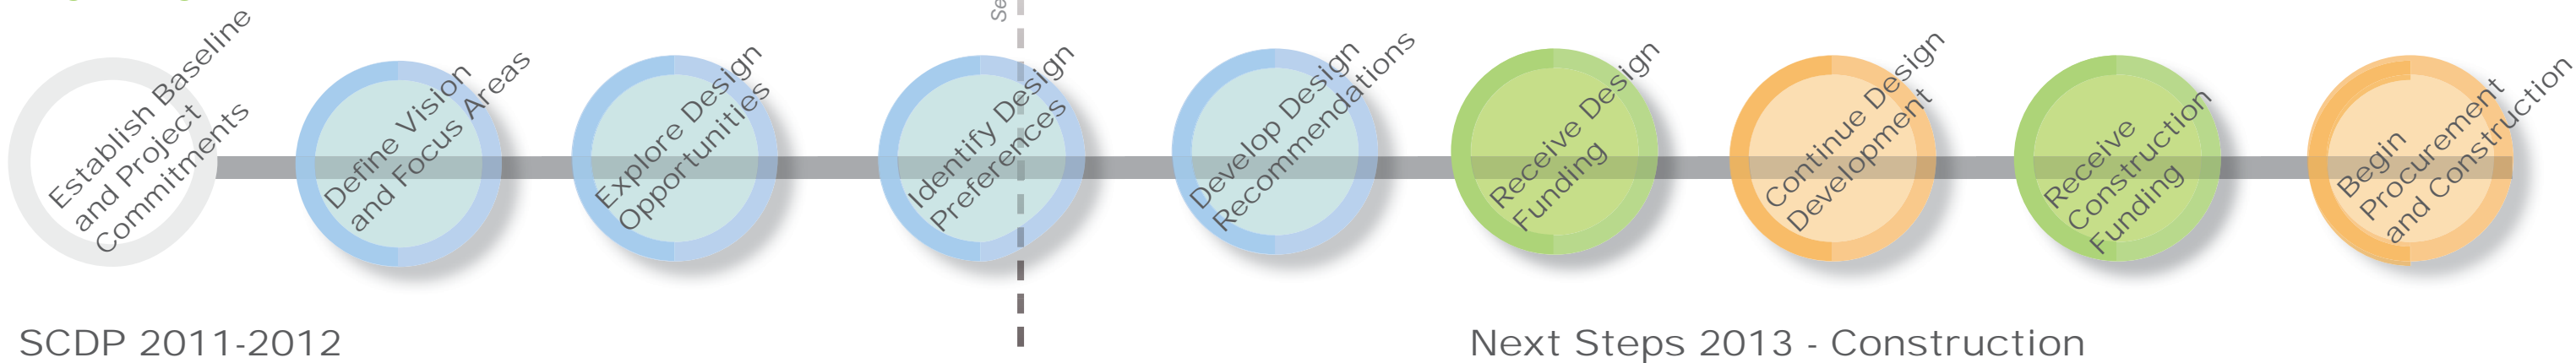 Establish Baseline
and Project
Commitments
Define Vision
and Focus Areas
Explore Design
Opportunities
Identify Design
Preferences
Develop Design
Recommendations
Receive Design
Funding
Continue Design
Development
Receive
Construction
Funding
Begin
Procurement
and Construction
SCDP 2011-2012
Next Steps 2013 - Construction